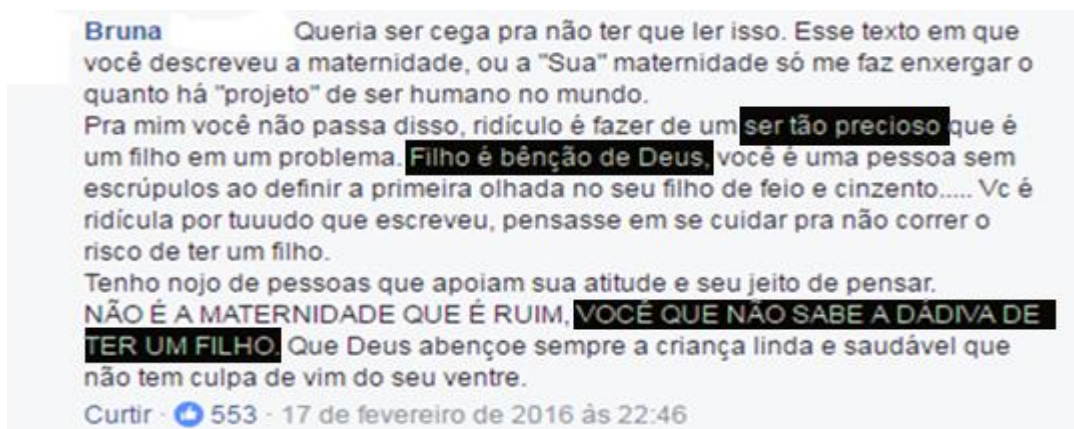 Bruna Queria ser cega pra não ter que ler isso. Esse texto em que
você descreveu a maternidade, ou a "Sua" maternidade só me faz enxergar o
quanto há "projeto" de ser humano no mundo.
Pra mim você não passa disso, ridículo é fazer de um ser tão precioso que é
um filho em um problema. Filho é bênção de Deus, você é uma pessoa sem
escrúpulos ao definir a primeira olhada no seu filho de feio e cinzento..... Vc é
ridícula por tuuudo que escreveu, pensasse em se cuidar pra não correr o
risco de ter um filho.
Tenho nojo de pessoas que apoiam sua atitude e seu jeito de pensar.
NÃO É A MATERNIDADE QUE É RUIM, VOCÊ QUE NÃO SABE A DÁDIVA DE
TER UM FILHO. Que Deus abençoe sempre a criança linda e saudável que
não tem culpa de vim do seu ventre.
Curtir · 553 · 17 de fevereiro de 2016 às 22:46